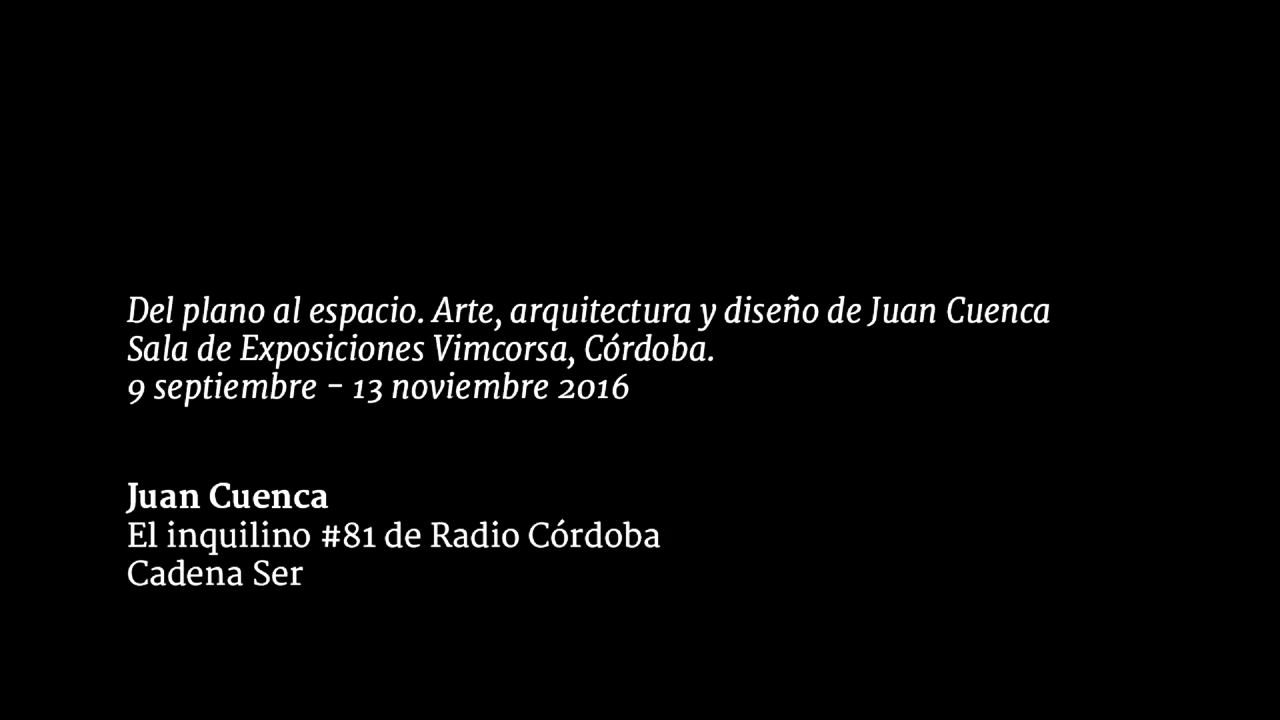 Del plano al espacio. Arte, arquitectura y diseño de Juan Cuenca
Sala de Exposiciones Vimcorsa, Córdoba.
9 septiembre – 13 noviembre 2016
Juan Cuenca
El inquilino #81 de Radio Córdoba
Cadena Ser